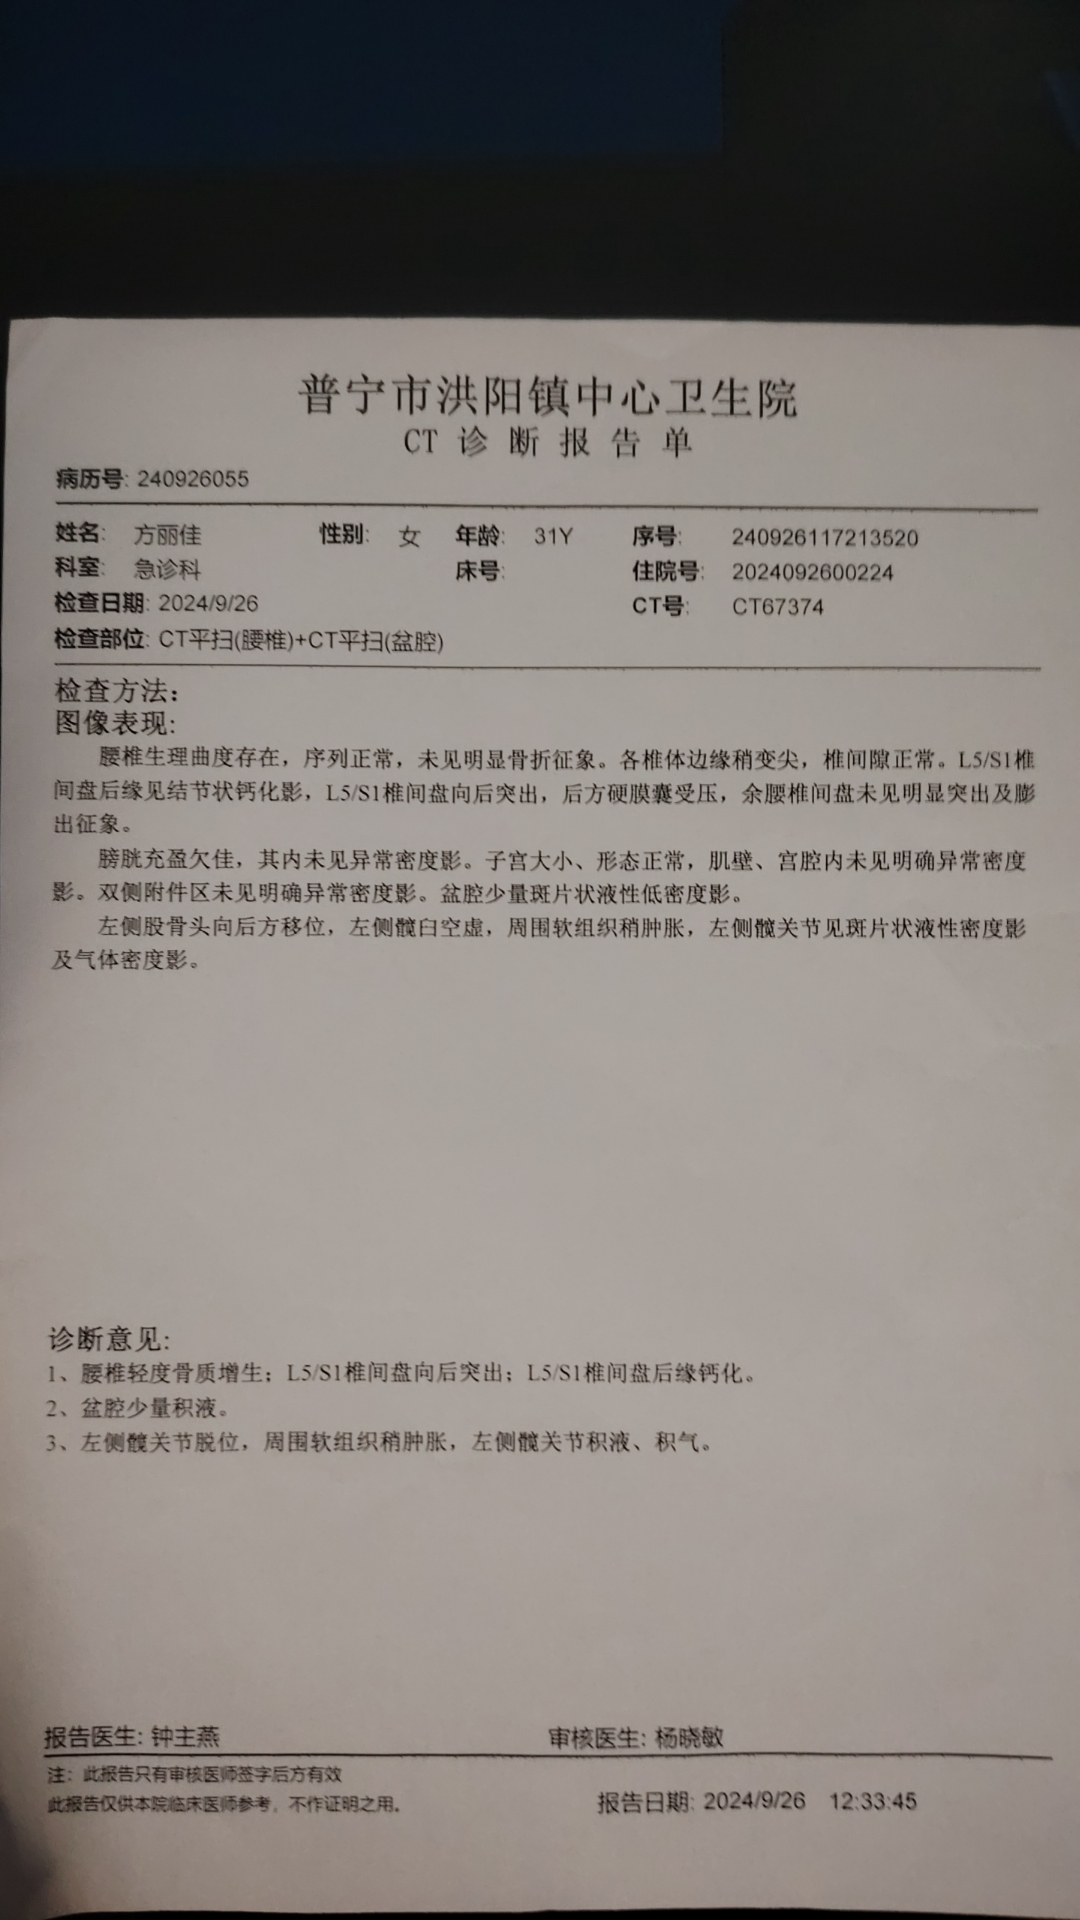 普宁市洪阳镇中心卫生院
CT 诊 断 报 告 单
病历号: 240926055
姓名: 方丽佳 性别: 女 年龄: 31Y 序号: 240926117213520
科室: 急诊科 床号: 住院号: 2024092600224
检查日期: 2024/9/26 CT号: CT67374
检查部位: CT平扫(腰椎)+CT平扫(盆腔)
检查方法:
图像表现:
腰椎生理曲度存在，序列正常，未见明显骨折征象。各椎体边缘稍变尖，椎间隙正常。L5/S1椎
间盘后缘见结节状钙化影，L5/S1椎间盘向后突出，后方硬膜囊受压，余腰椎间盘未见明显突出及膨
出征象。
膀胱充盈欠佳，其内未见异常密度影。子宫大小、形态正常，肌壁、宫腔内未见明确异常密度
影。双侧附件区未见明确异常密度影。盆腔少量斑片状液性低密度影。
左侧股骨头向后方移位，左侧髋臼空虚，周围软组织稍肿胀，左侧髋关节见斑片状液性密度影
及气体密度影。
诊断意见:
1、腰椎轻度骨质增生；L5/S1椎间盘向后突出；L5/S1椎间盘后缘钙化。
2、盆腔少量积液。
3、左侧髋关节脱位，周围软组织稍肿胀，左侧髋关节积液、积气。
报告医生: 钟主燕 审核医生: 杨晓敏
注：此报告只有审核医师签字后方有效
此报告仅供本院临床医师参考，不作证明之用。 报告日期: 2024/9/26 12:33:45